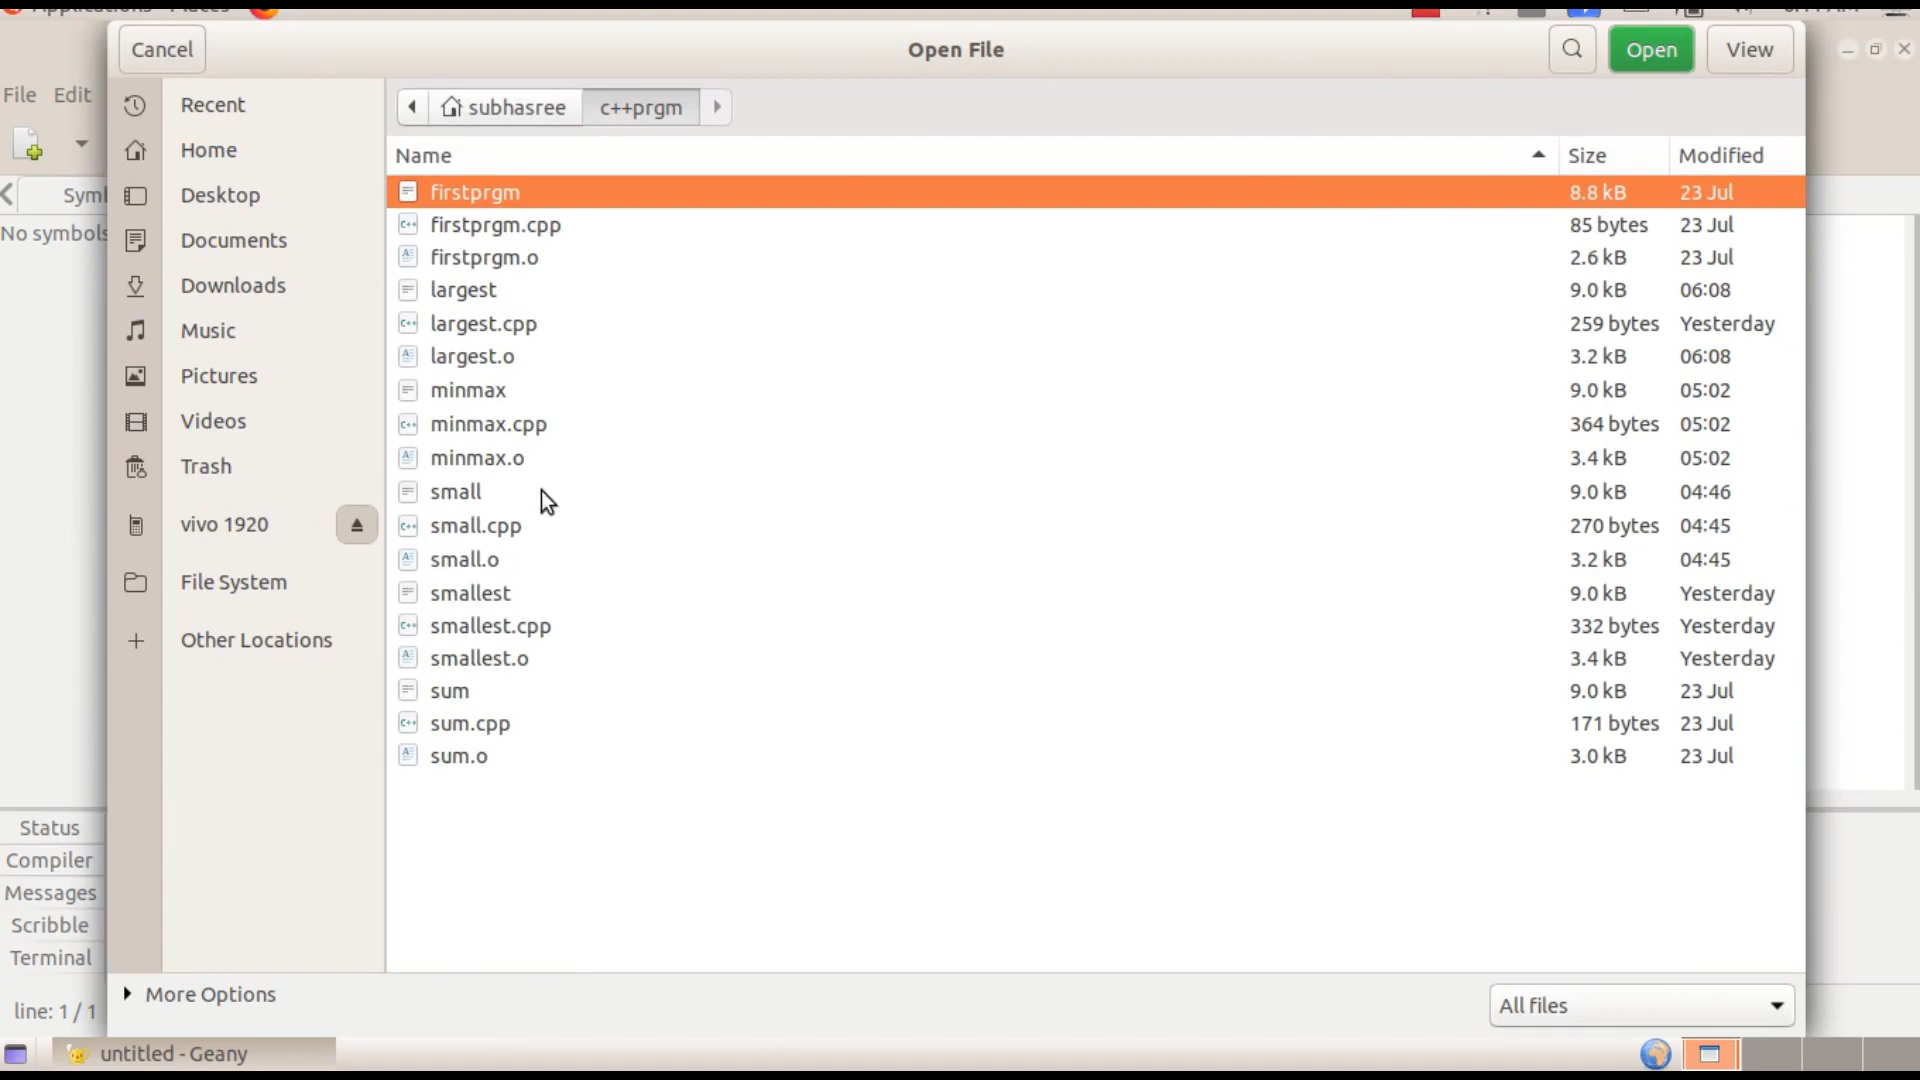 Applications Places
Cancel
Open File
Open
View
File Edit
Recent
subhasree
c++prgm
Home
Name
Size
Modified
Desktop
Symb
firstprgm 8.8 kB 23 Jul
No symbols
firstprgm.cpp 85 bytes 23 Jul
Documents
firstprgm.o 2.6 kB 23 Jul
Downloads
largest 9.0 kB 06:08
Music
largest.cpp 259 bytes Yesterday
largest.o 3.2 kB 06:08
Pictures
minmax 9.0 kB 05:02
Videos
minmax.cpp 364 bytes 05:02
Trash
minmax.o 3.4 kB 05:02
small 9.0 kB 04:46
vivo 1920
small.cpp 270 bytes 04:45
small.o 3.2 kB 04:45
File System
smallest 9.0 kB Yesterday
smallest.cpp 332 bytes Yesterday
Other Locations
smallest.o 3.4 kB Yesterday
sum 9.0 kB 23 Jul
sum.cpp 171 bytes 23 Jul
sum.o 3.0 kB 23 Jul
Status
Compiler
Messages
Scribble
Terminal
More Options
All files
line: 1 / 1
untitled - Geany